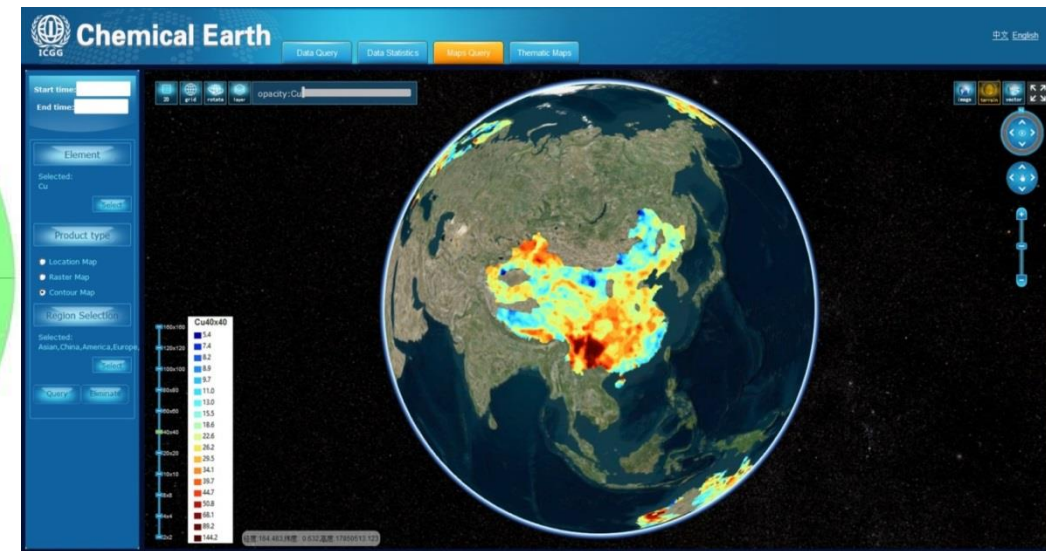 ICGG
Chemical Earth
Data Query
Data Statistics
Maps Query
Thematic Maps
中文 English
Start time:
End time:
Element
Selected:
Cu
Select
Product type
Location Map
Raster Map
Contour Map
Region Selection
Selected:
Asian,China,America,Europe,
Select
Query
2D
grid
rotate
layer
opacity:Cu
image
terrain
vector
160x160
120x120
100x100
80x80
60x60
40x40
20x20
10x10
8x8
4x4
2x2
Cu40x40
5.4
7.4
8.2
8.9
9.7
11.0
13.0
15.5
18.6
22.6
26.2
29.5
34.1
39.7
44.7
50.8
68.1
89.2
144.2